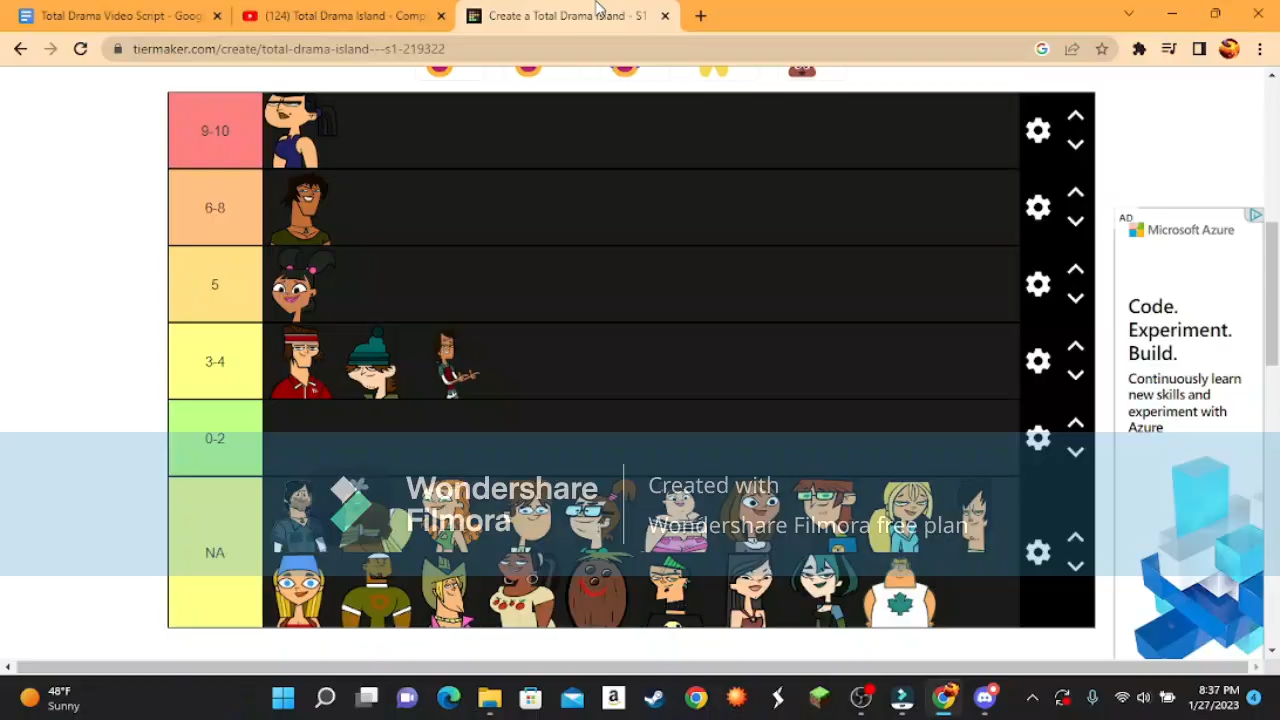 Total Drama Video Script - Goog
(124) Total Drama Island - Comp
Create a Total Drama Island - S1
tiermaker.com/create/total-drama-island---s1-219322
9-10
6-8
5
3-4
0-2
NA
AD
Microsoft Azure
Code.
Experiment.
Build.
Continuously learn
new skills and
experiment with
Azure
Wondershare
Filmora
Created with
Wondershare Filmora free plan
48°F
Sunny
8:37 PM
1/27/2023
4